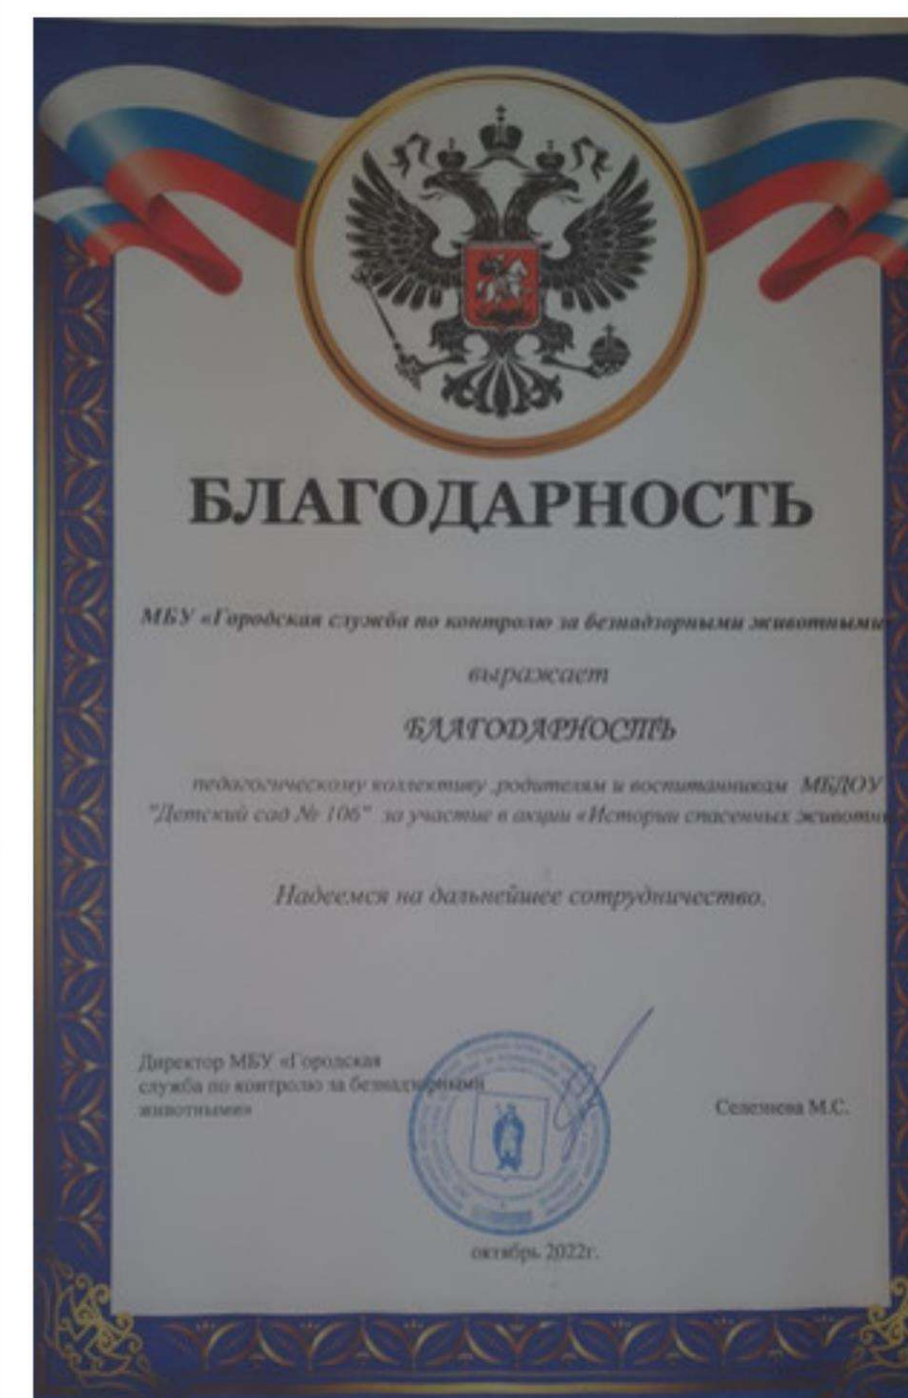 БЛАГОДАРНОСТЬ
МБУ «Городская служба по контролю за безнадзорными животными
выражает
БЛАГОДАРНОСТЬ
педагогическому коллективу ,родителям и воспитанникам МБДОУ
"Детский сад № 106" за участие в акции «Истории спасенных животн
Надеемся на дальнейшее сотрудничество.
Директор МБУ «Городская
служба по контролю за безнадзорными
животными»
Селезнева М.С.
октябрь 2022г.